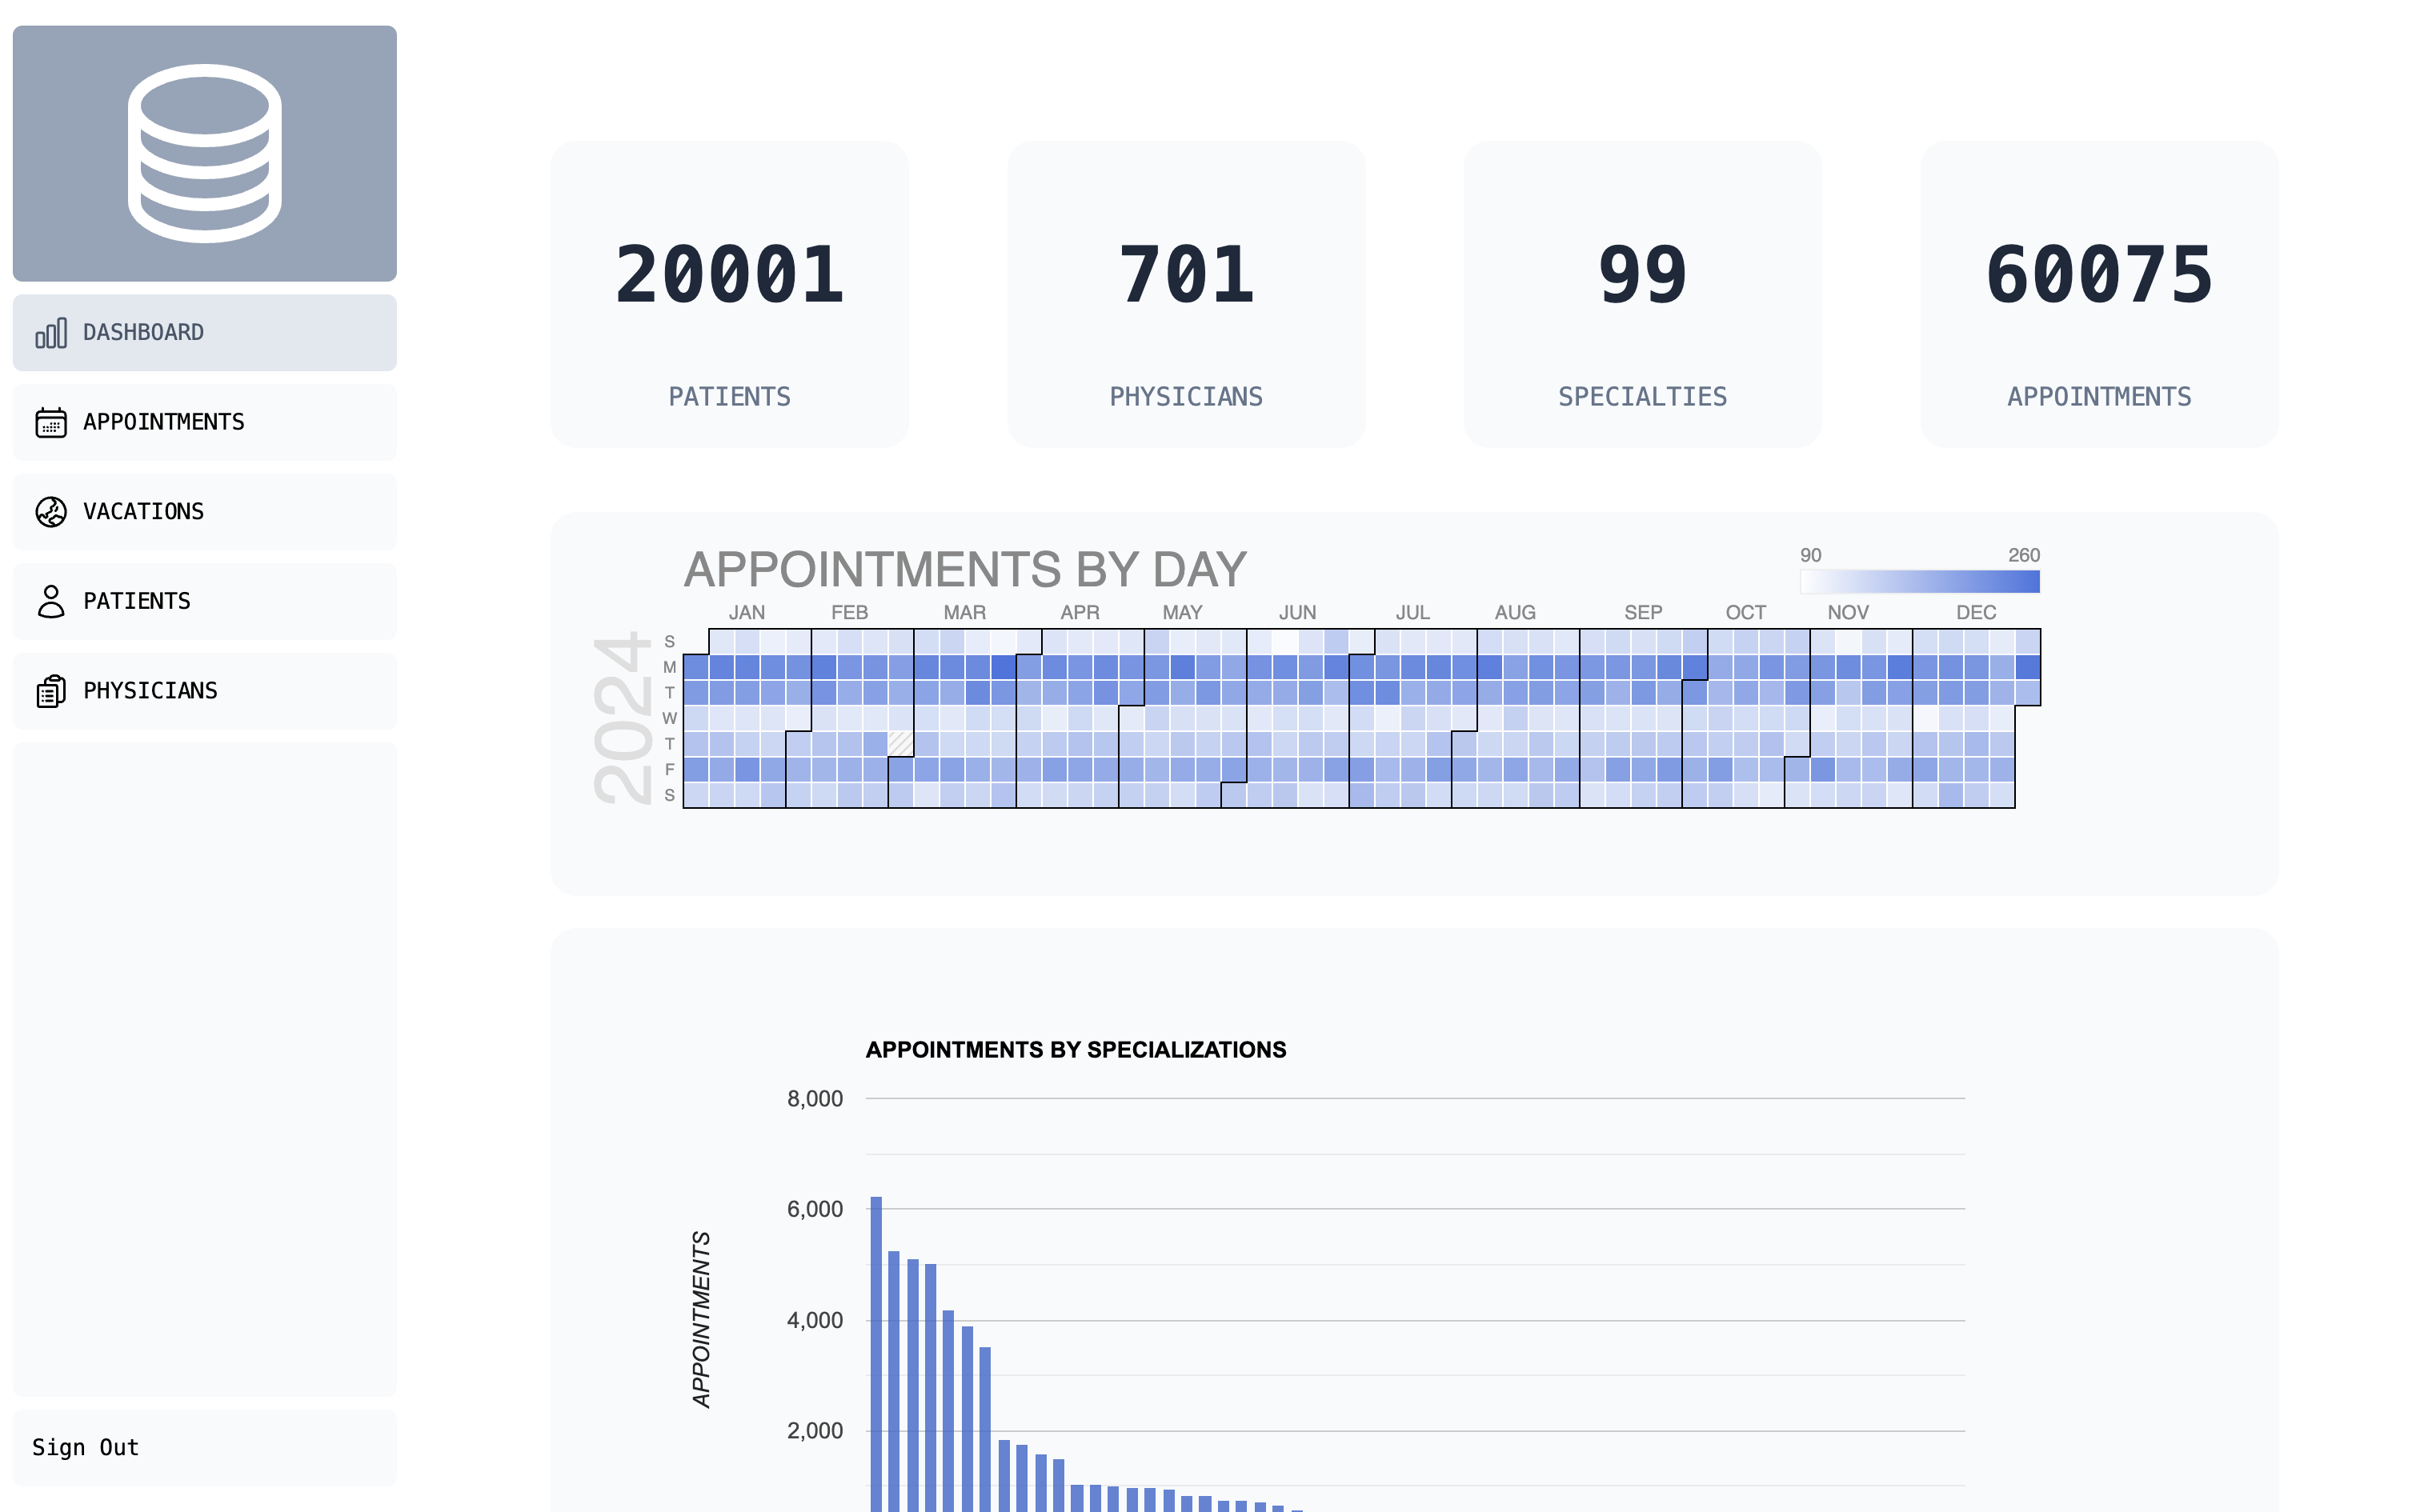 DASHBOARD
APPOINTMENTS
VACATIONS
PATIENTS
PHYSICIANS
Sign Out
20001
PATIENTS
701
PHYSICIANS
99
SPECIALTIES
60075
APPOINTMENTS
APPOINTMENTS BY DAY
90 260
JAN FEB MAR APR MAY JUN JUL AUG SEP OCT NOV DEC
2024
S
M
T
W
T
F
S
APPOINTMENTS BY SPECIALIZATIONS
APPOINTMENTS
8,000
6,000
4,000
2,000